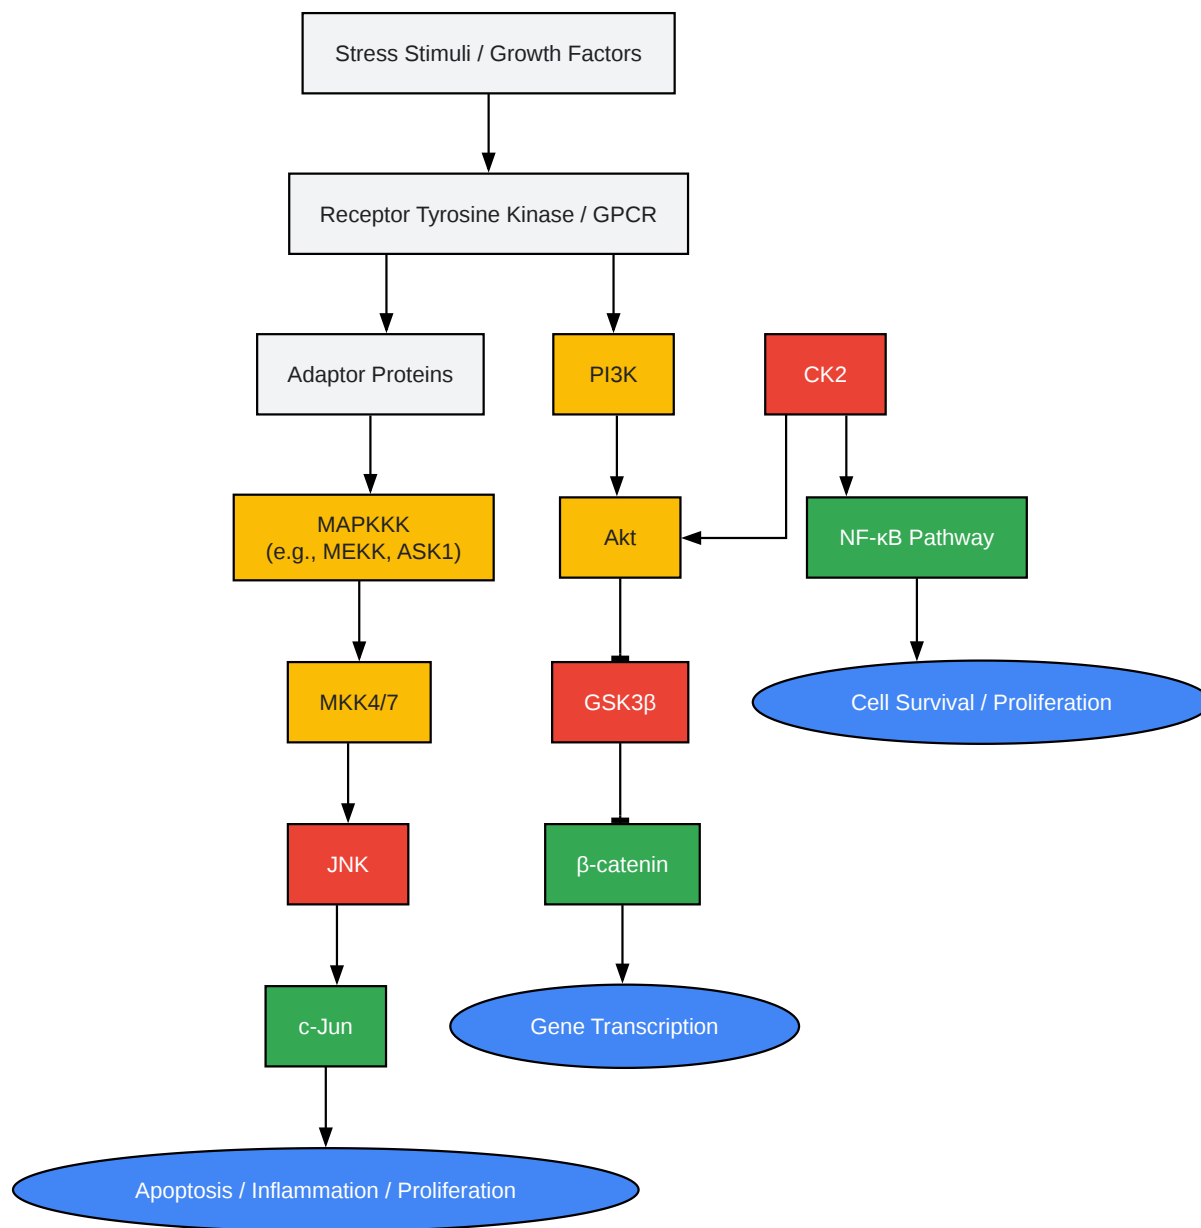 Stress Stimuli / Growth Factors
Receptor Tyrosine Kinase / GPCR
Adaptor Proteins
PI3K
CK2
MAPKKK
(e.g., MEKK, ASK1)
Akt
NF-κB Pathway
MKK4/7
GSK3β
Cell Survival / Proliferation
JNK
β-catenin
c-Jun
Gene Transcription
Apoptosis / Inflammation / Proliferation